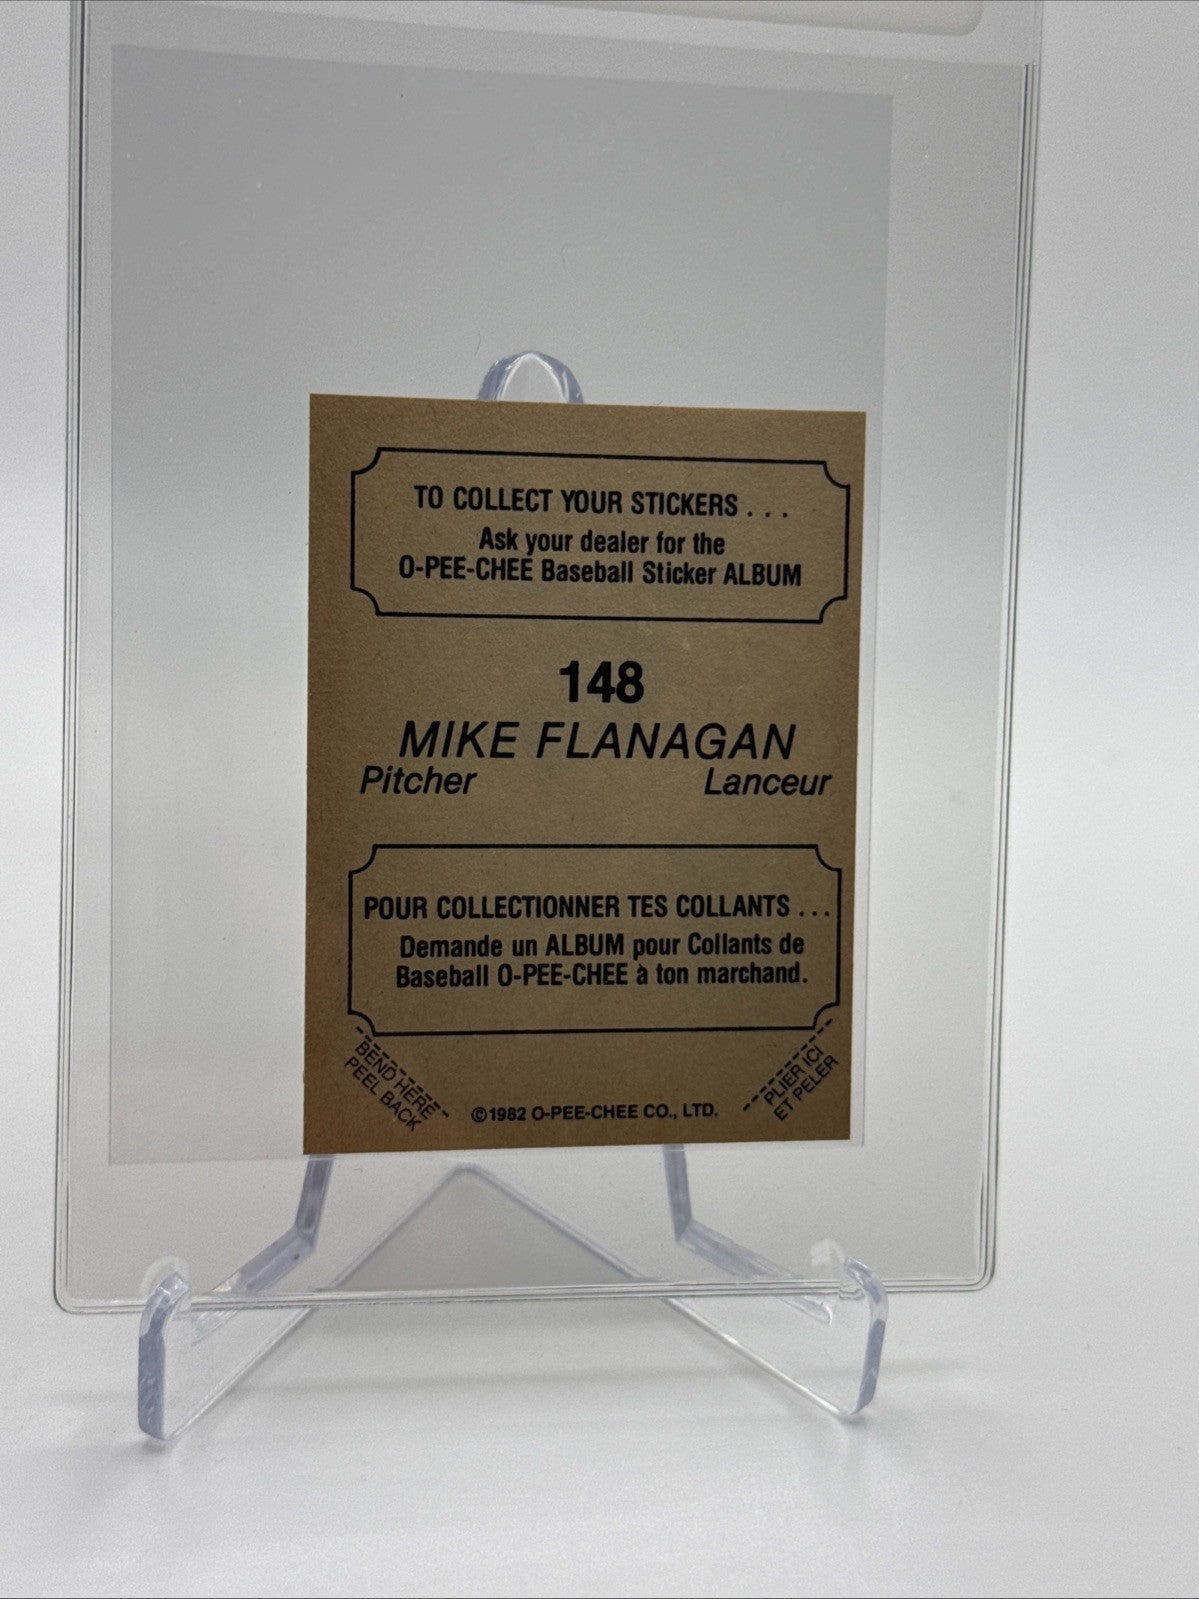 TO COLLECT YOUR STICKERS . . .
Ask your dealer for the
O-PEE-CHEE Baseball Sticker ALBUM
148
MIKE FLANAGAN
Pitcher Lanceur
POUR COLLECTIONNER TES COLLANTS . . .
Demande un ALBUM pour Collants de
Baseball O-PEE-CHEE à ton marchand.
BEND HERE
PEEL BACK
©1982 O-PEE-CHEE CO., LTD.
PLIER ICI
ET PELER